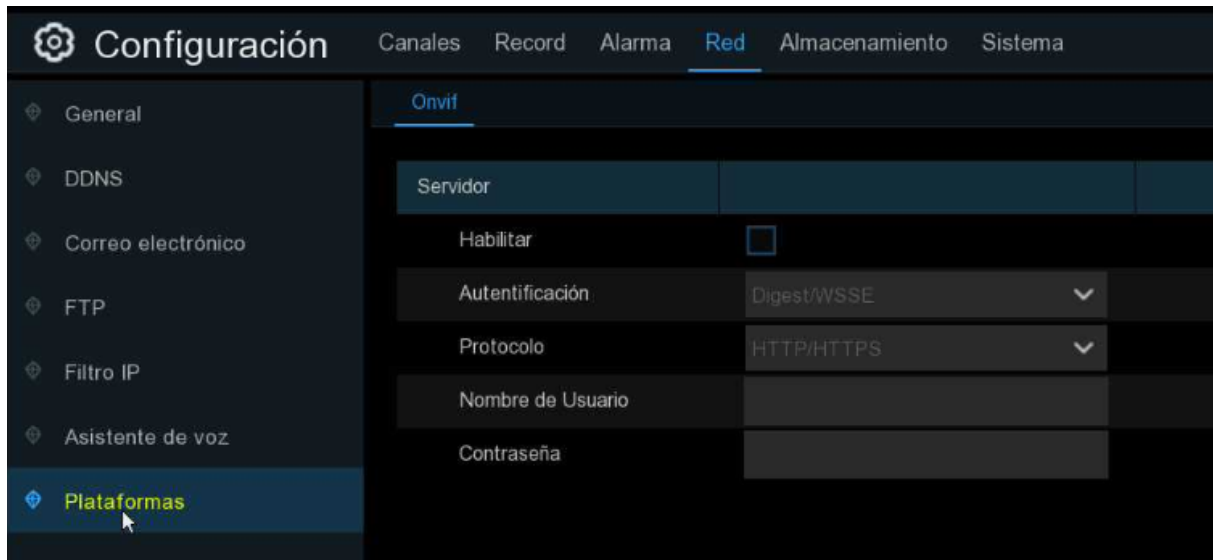 Configuración
Canales Record Alarma Red Almacenamiento Sistema
General
DDNS
Correo electrónico
FTP
Filtro IP
Asistente de voz
Plataformas
Onvif
Servidor
Habilitar
Autentificación Digest/WSSE
Protocolo HTTP/HTTPS
Nombre de Usuario
Contraseña